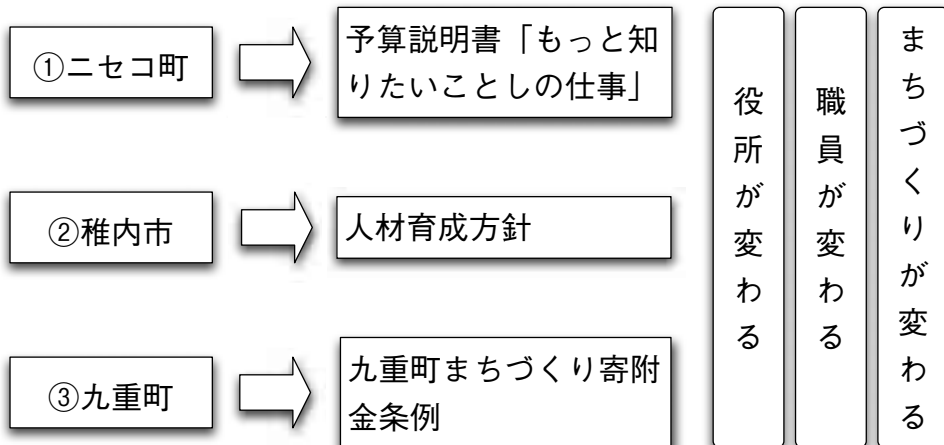 ①ニセコ町
予算説明書「もっと知
りたいことしの仕事」
②稚内市
人材育成方針
③九重町
九重町まちづくり寄附
金条例
役所が変わる
職員が変わる
まちづくりが変わる